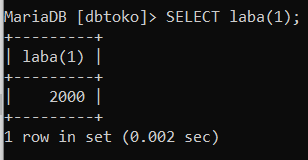 MariaDB [dbtoko]> SELECT laba(1);
+---------+
| laba(1) |
+---------+
|    2000 |
+---------+
1 row in set (0.002 sec)